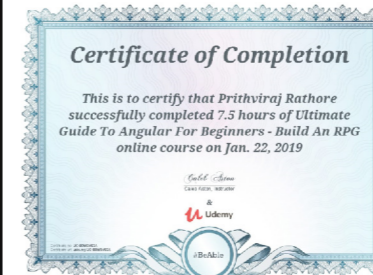 Certificate of Completion
This is to certify that Prithviraj Rathore
successfully completed 7.5 hours of Ultimate
Guide To Angular For Beginners - Build An RPG
online course on Jan. 22, 2019
&
Udemy
#BeAble